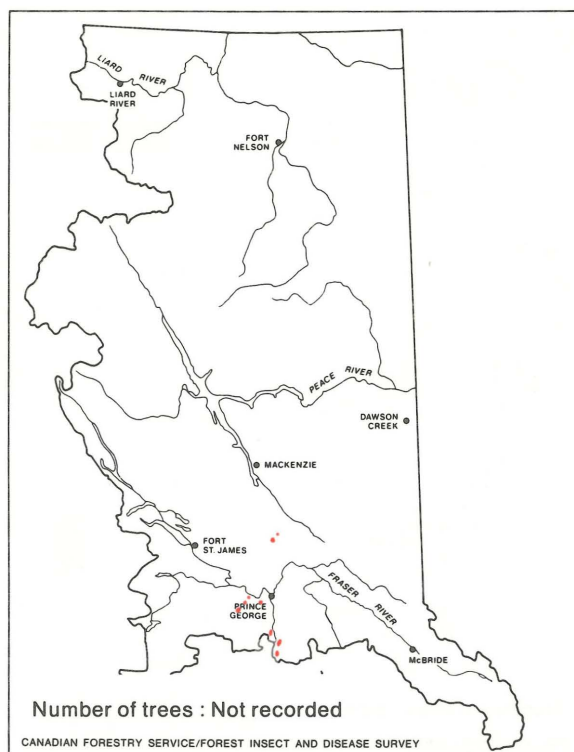 LIARD RIVER
LIARD
RIVER
FORT
NELSON
PEACE RIVER
DAWSON
CREEK
MACKENZIE
FORT
ST. JAMES
PRINCE
GEORGE
FRASER RIVER
McBRIDE
Number of trees : Not recorded
CANADIAN FORESTRY SERVICE/FOREST INSECT AND DISEASE SURVEY